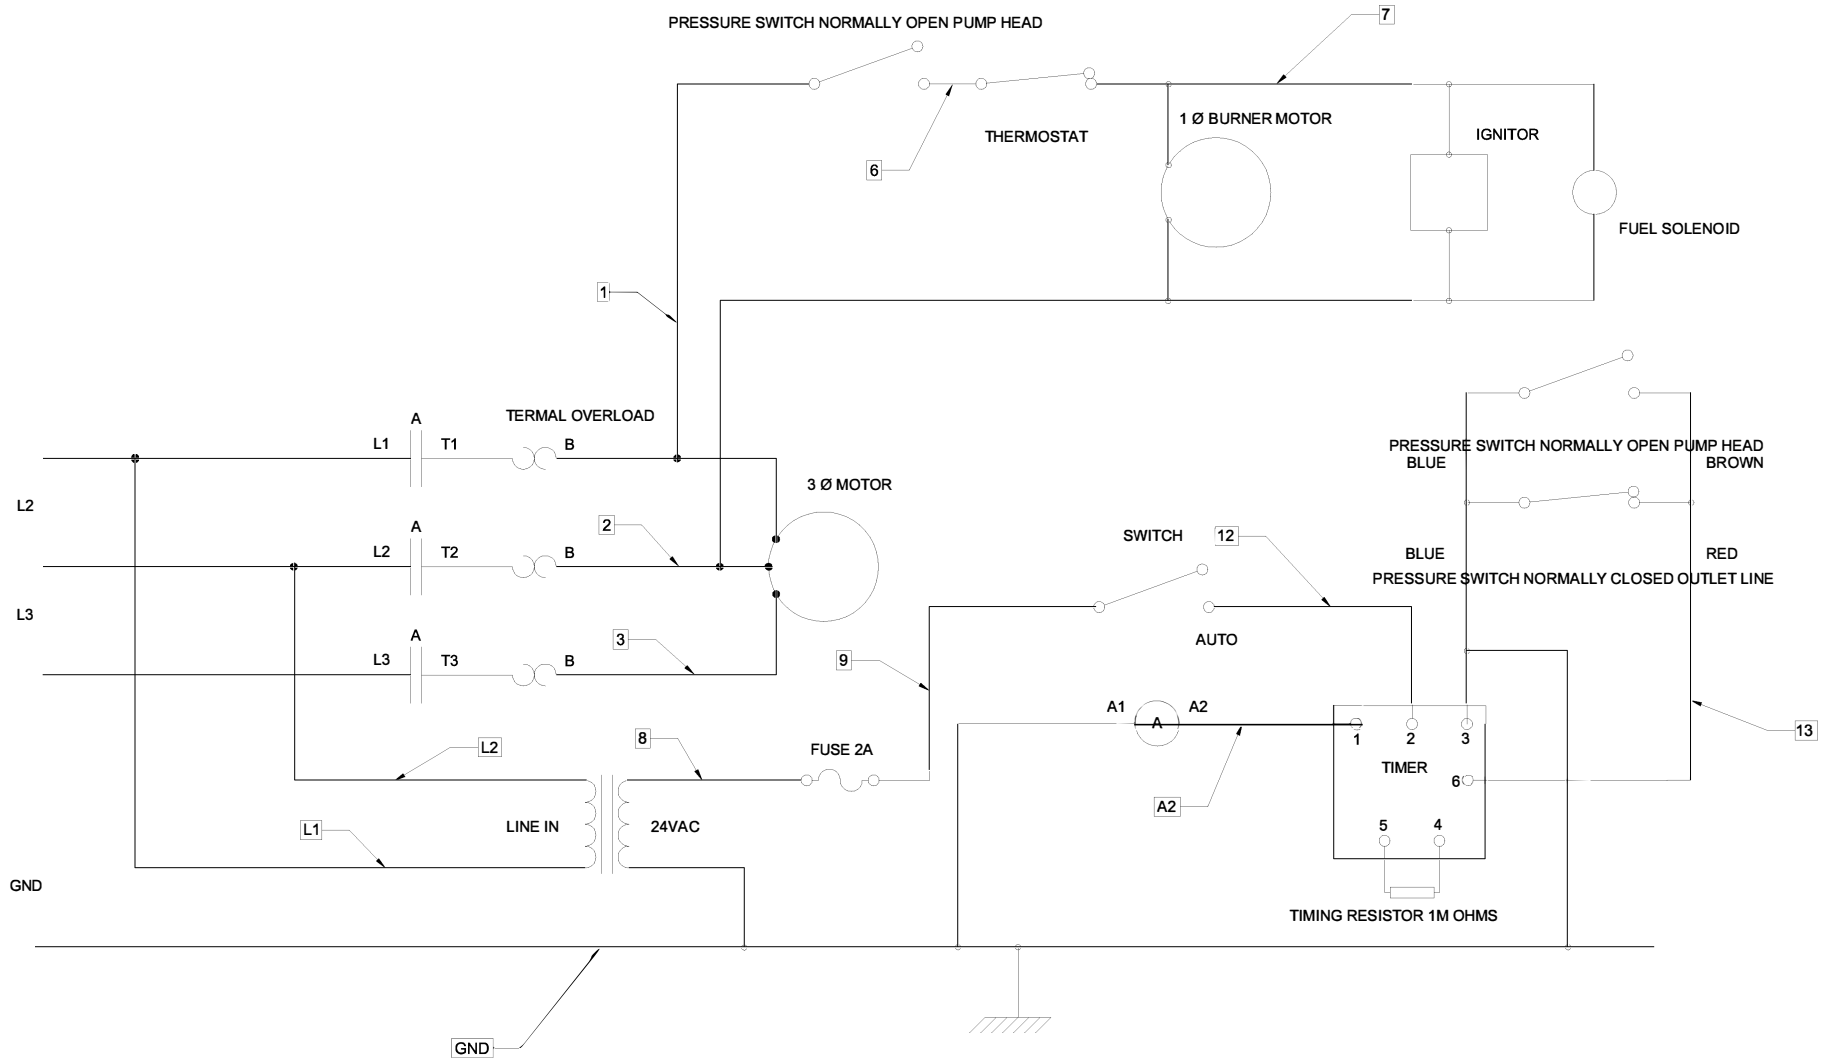 PRESSURE SWITCH NORMALLY OPEN PUMP HEAD
7
1 Ø BURNER MOTOR
IGNITOR
THERMOSTAT
6
FUEL SOLENOID
1
A
TERMAL OVERLOAD
L1
T1
B
PRESSURE SWITCH NORMALLY OPEN PUMP HEAD
BLUE
BROWN
3 Ø MOTOR
L2
A
2
SWITCH
12
L2
T2
B
BLUE
RED
PRESSURE SWITCH NORMALLY CLOSED OUTLET LINE
L3
A
3
AUTO
L3
T3
B
9
A1
A2
A
1
2
3
13
L2
8
FUSE 2A
TIMER
6
A2
L1
LINE IN
24VAC
5
4
GND
TIMING RESISTOR 1M OHMS
GND